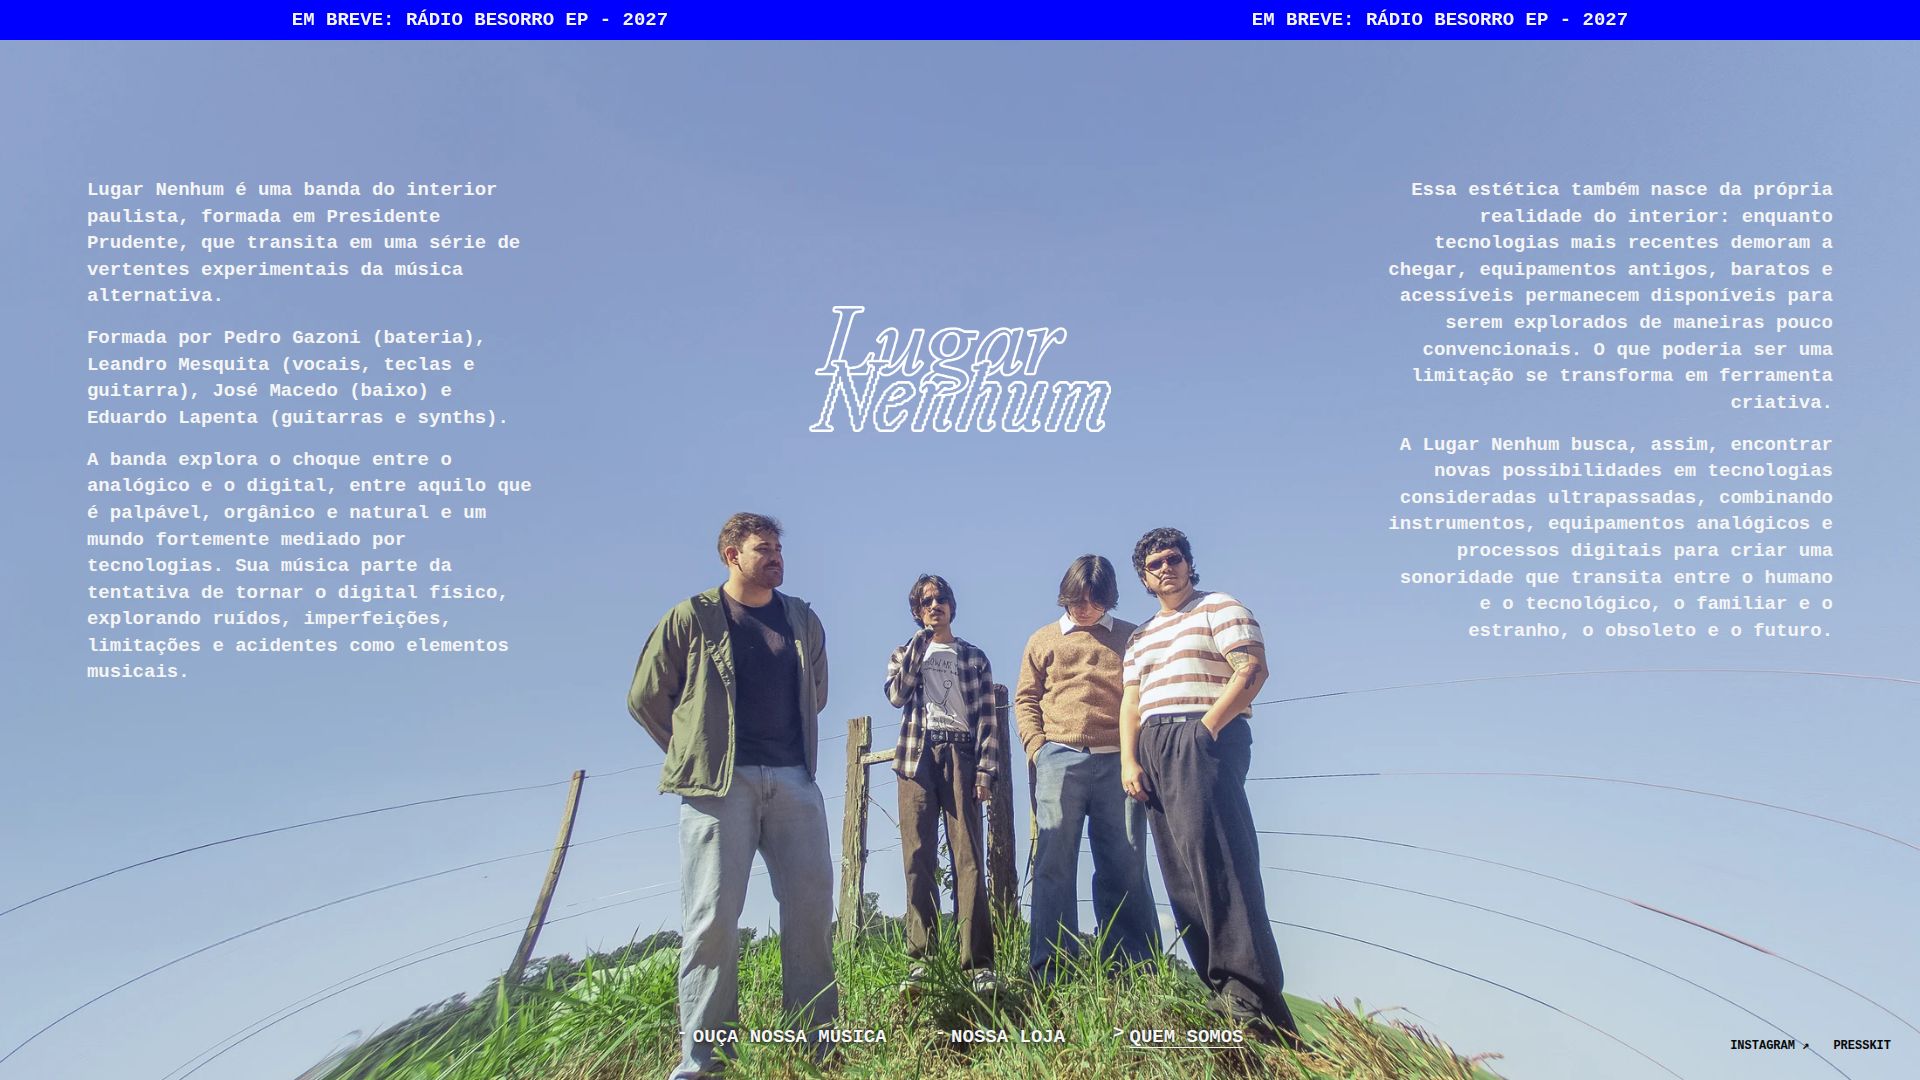 EM BREVE: RÁDIO BESORRO EP - 2027
EM BREVE: RÁDIO BESORRO EP - 2027
Lugar Nenhum é uma banda do interior
paulista, formada em Presidente
Prudente, que transita em uma série de
vertentes experimentais da música
alternativa.
Formada por Pedro Gazoni (bateria),
Leandro Mesquita (vocais, teclas e
guitarra), José Macedo (baixo) e
Eduardo Lapenta (guitarras e synths).
A banda explora o choque entre o
analógico e o digital, entre aquilo que
é palpável, orgânico e natural e um
mundo fortemente mediado por
tecnologias. Sua música parte da
tentativa de tornar o digital físico,
explorando ruídos, imperfeições,
limitações e acidentes como elementos
musicais.
Lugar
Nenhum
Essa estética também nasce da própria
realidade do interior: enquanto
tecnologias mais recentes demoram a
chegar, equipamentos antigos, baratos e
acessíveis permanecem disponíveis para
serem explorados de maneiras pouco
convencionais. O que poderia ser uma
limitação se transforma em ferramenta
criativa.
A Lugar Nenhum busca, assim, encontrar
novas possibilidades em tecnologias
consideradas ultrapassadas, combinando
instrumentos, equipamentos analógicos e
processos digitais para criar uma
sonoridade que transita entre o humano
e o tecnológico, o familiar e o
estranho, o obsoleto e o futuro.
- OUÇA NOSSA MÚSICA
- NOSSA LOJA
> QUEM SOMOS
INSTAGRAM ↗
PRESSKIT